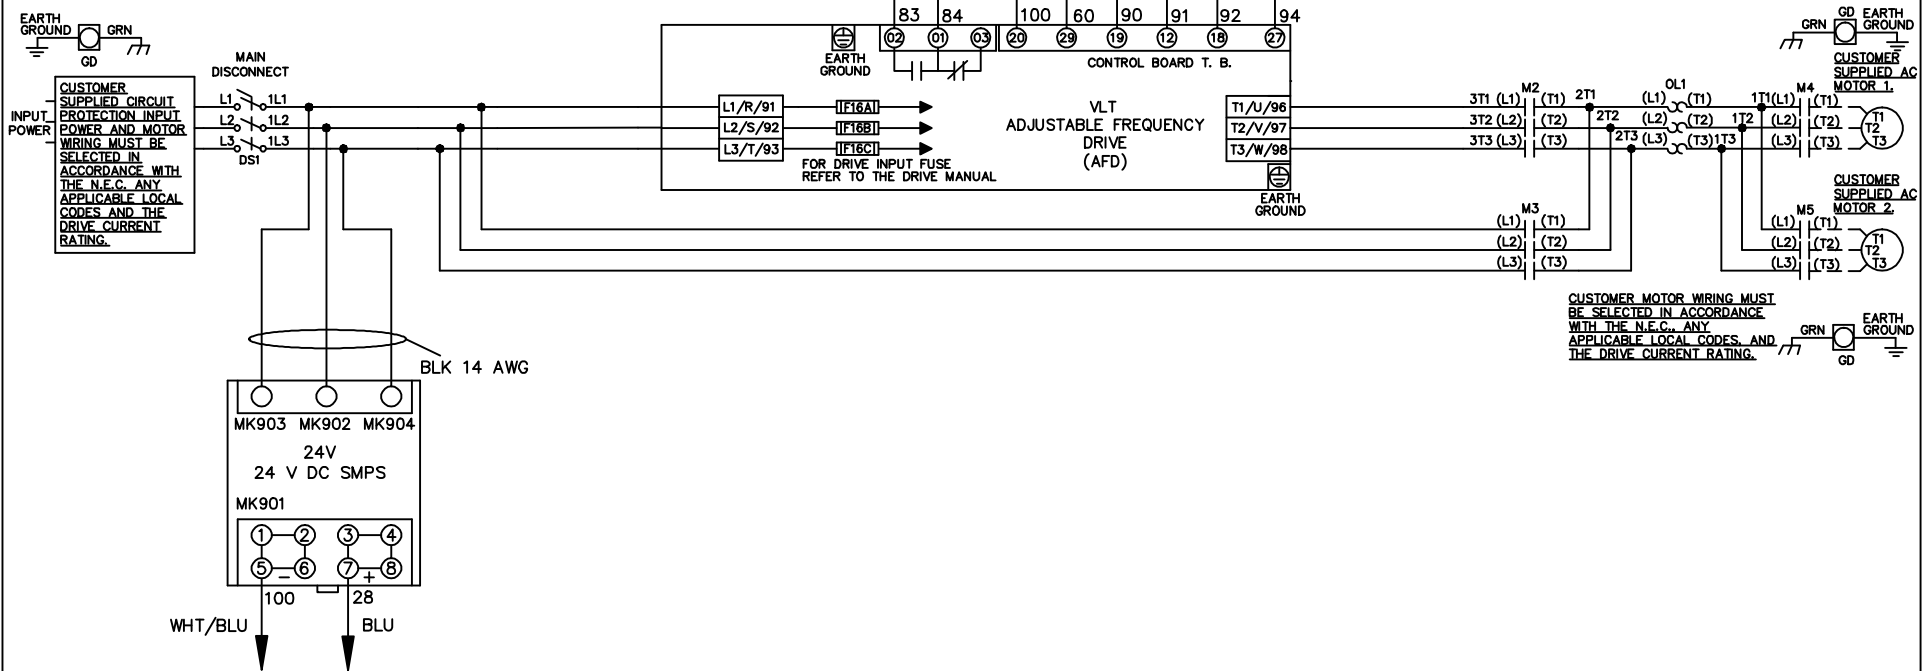 83 84 100 60 90 91 92 94
EARTH
GROUND
GRN
GD
02 01 03 20 29 19 12 18 27
EARTH
GROUND
CONTROL BOARD T. B.
GRN
GD
EARTH
GROUND
MAIN
DISCONNECT
INPUT
POWER
CUSTOMER
SUPPLIED CIRCUIT
PROTECTION INPUT
POWER AND MOTOR
WIRING MUST BE
SELECTED IN
ACCORDANCE WITH
THE N.E.C. ANY
APPLICABLE LOCAL
CODES AND THE
DRIVE CURRENT
RATING.
L1 1L1
L2 1L2
L3 1L3
DS1
L1/R/91
L2/S/92
L3/T/93
IF16A
IF16B
IF16C
FOR DRIVE INPUT FUSE
REFER TO THE DRIVE MANUAL
VLT
ADJUSTABLE FREQUENCY
DRIVE
(AFD)
T1/U/96
T2/V/97
T3/W/98
EARTH
GROUND
M2
3T1 (L1) (T1) 2T1
3T2 (L2) (T2) 2T2
3T3 (L3) (T3) 2T3
OL1
(L1) (T1) 1T1
(L2) (T2) 1T2
(L3) (T3) 1T3
M4
(L1) (T1)
(L2) (T2)
(L3) (T3)
CUSTOMER
SUPPLIED AC
MOTOR 1.
T1
T2
T3
M3
(L1) (T1)
(L2) (T2)
(L3) (T3)
M5
(L1) (T1)
(L2) (T2)
(L3) (T3)
CUSTOMER
SUPPLIED AC
MOTOR 2.
T1
T2
T3
CUSTOMER MOTOR WIRING MUST
BE SELECTED IN ACCORDANCE
WITH THE N.E.C., ANY
APPLICABLE LOCAL CODES, AND
THE DRIVE CURRENT RATING.
GRN
GD
EARTH
GROUND
BLK 14 AWG
MK903 MK902 MK904
24V
24 V DC SMPS
MK901
1 2 3 4
5 6 7 8
- +
100 28
WHT/BLU BLU